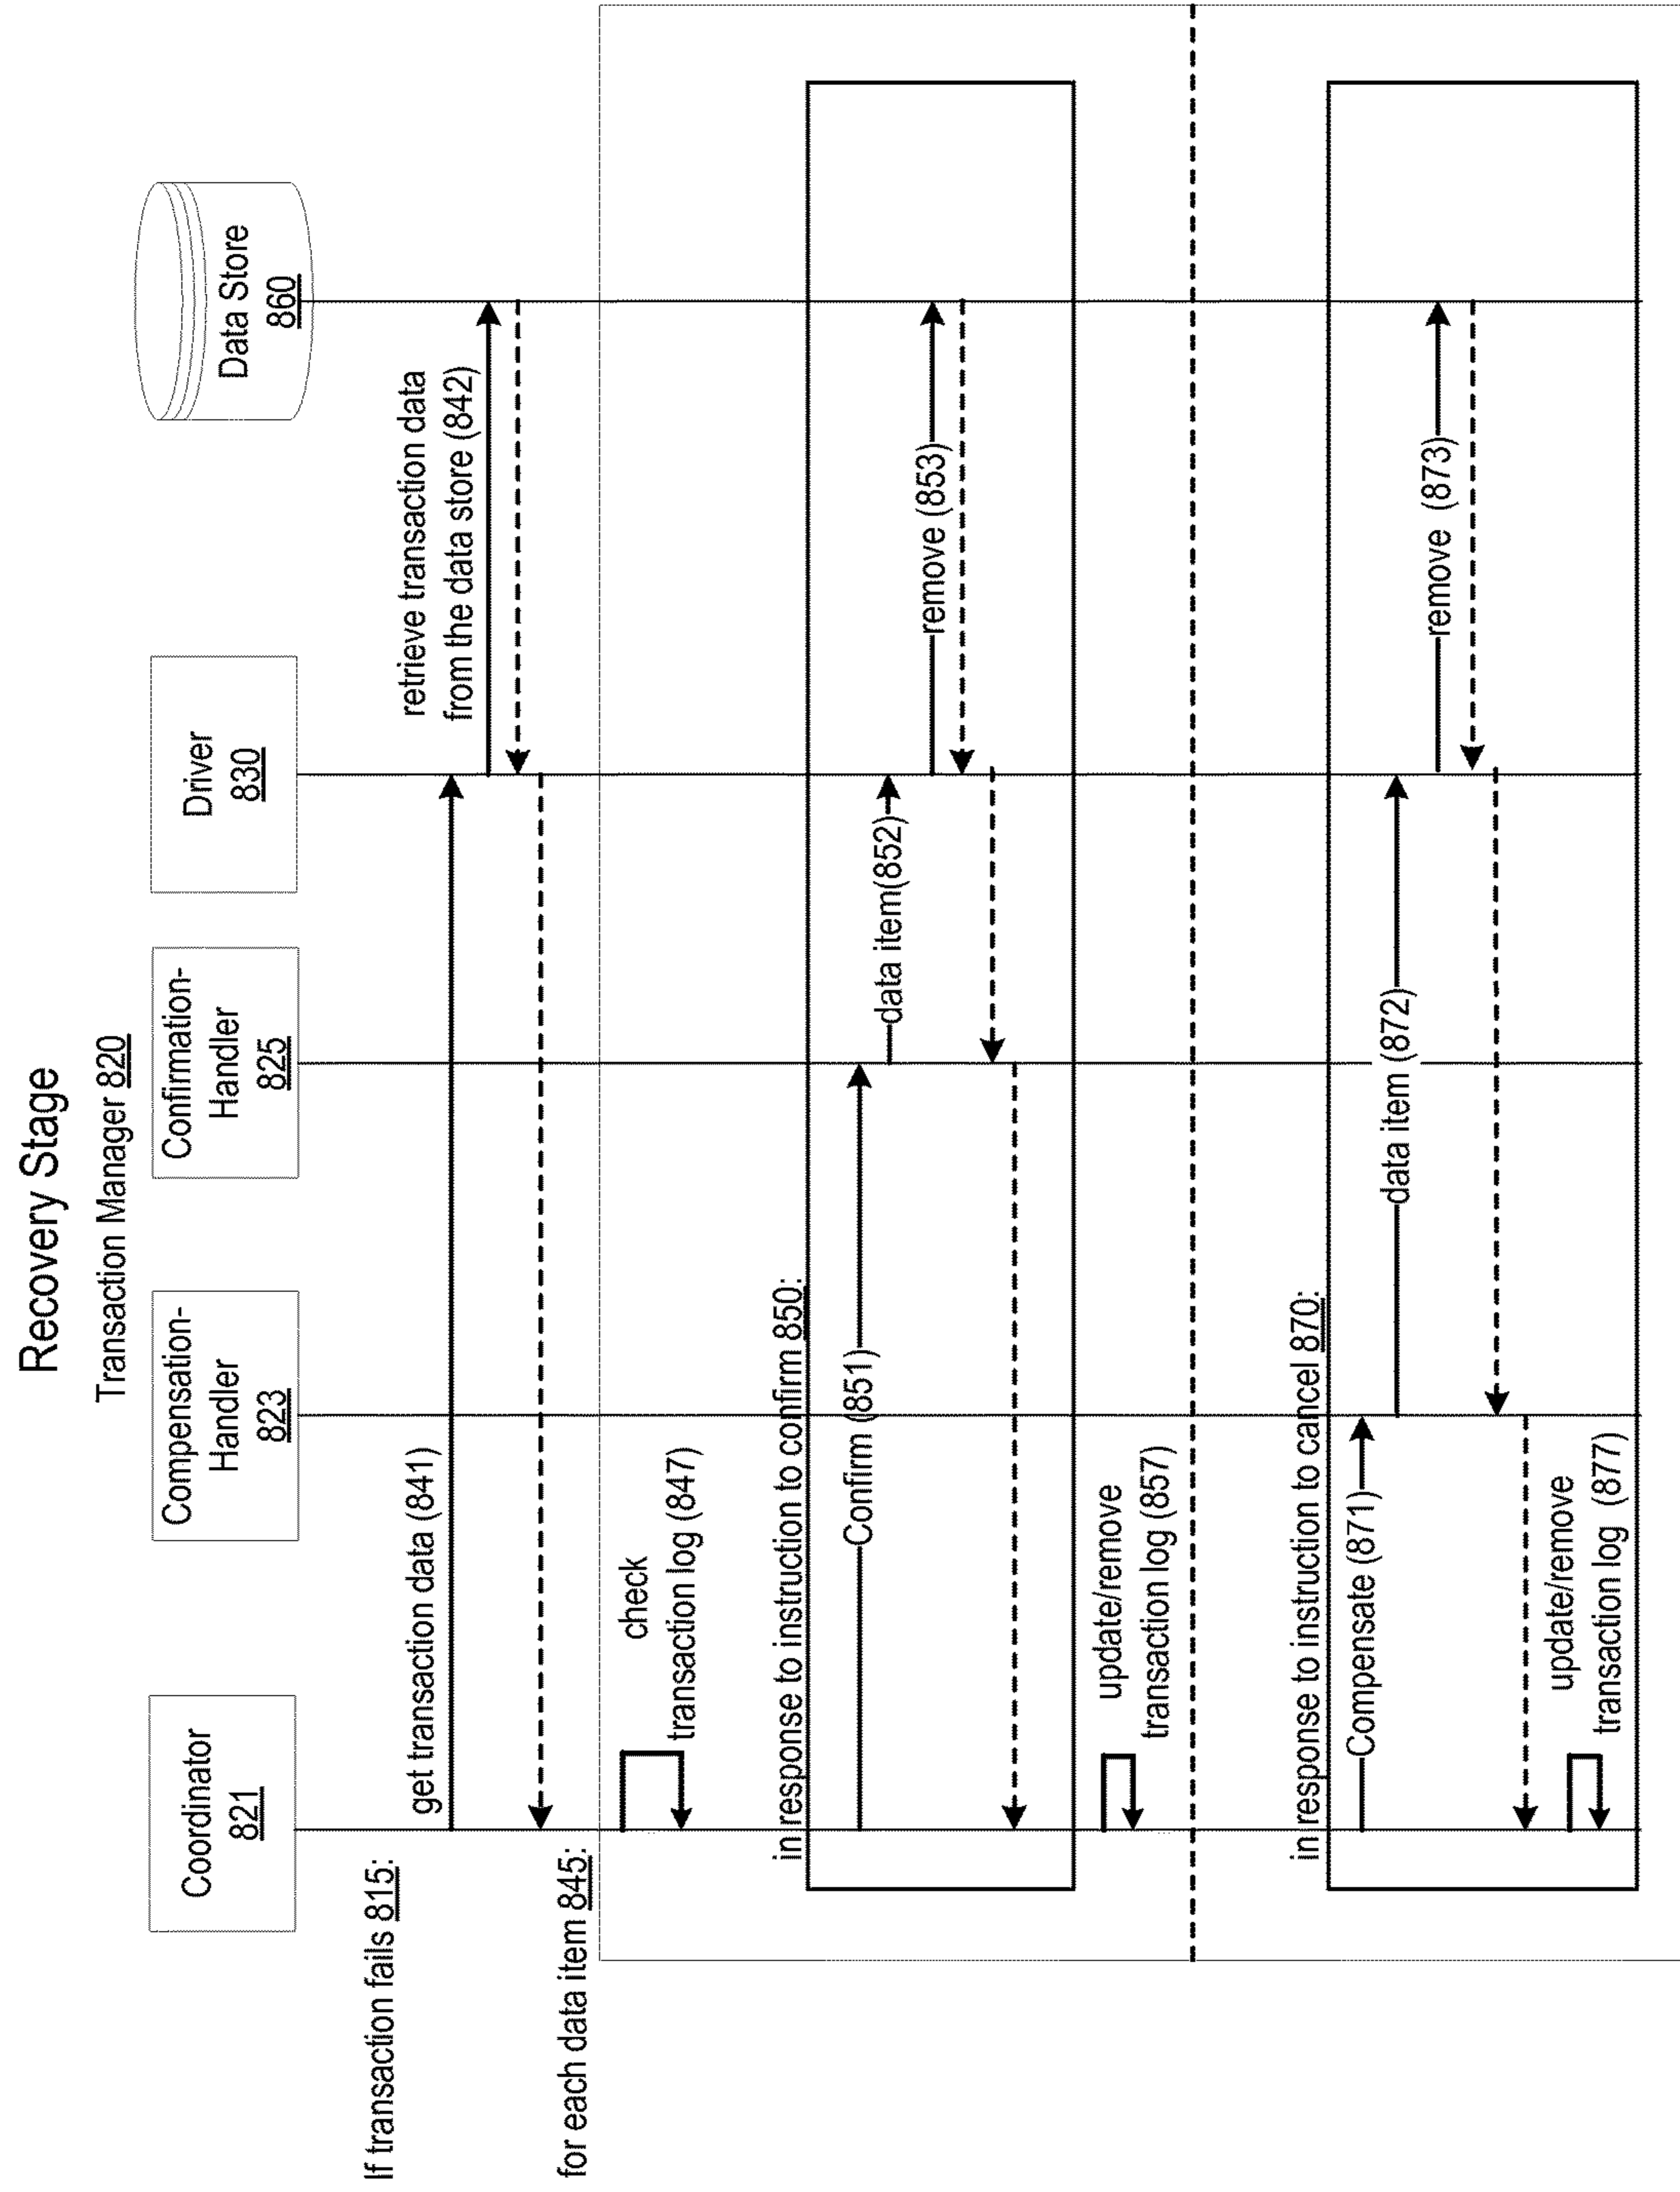 Recovery Stage
Transaction Manager 820
Coordinator
821
Compensation-
Handler
823
Confirmation-
Handler
825
Driver
830
Data Store
860
If transaction fails 815:
get transaction data (841)
retrieve transaction data
from the data store (842)
for each data item 845:
check
transaction log (847)
in response to instruction to confirm 850:
Confirm (851)
data item(852)
remove (853)
update/remove
transaction log (857)
in response to instruction to cancel 870:
Compensate (871)
data item (872)
remove (873)
update/remove
transaction log (877)